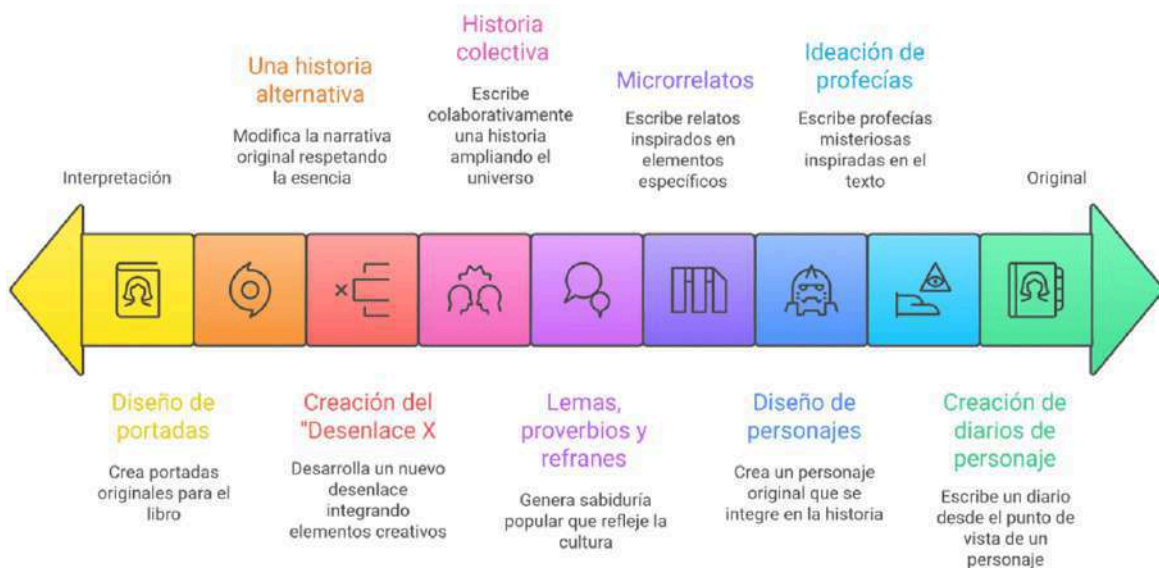 Interpretación
Una historia
alternativa
Modifica la narrativa
original respetando
la esencia
Historia
colectiva
Escribe
colaborativamente
una historia
ampliando el
universo
Microrrelatos
Escribe relatos
inspirados en
elementos
específicos
Ideación de
profecías
Escribe profecías
misteriosas
inspiradas en el
texto
Original
Diseño de
portadas
Crea portadas
originales para el
libro
Creación del
"Desenlace X
Desarrolla un nuevo
desenlace
integrando
elementos creativos
Lemas,
proverbios y
refranes
Genera sabiduría
popular que refleje la
cultura
Diseño de
personajes
Crea un personaje
original que se
integre en la historia
Creación de
diarios de
personaje
Escribe un diario
desde el punto de
vista de un
personaje